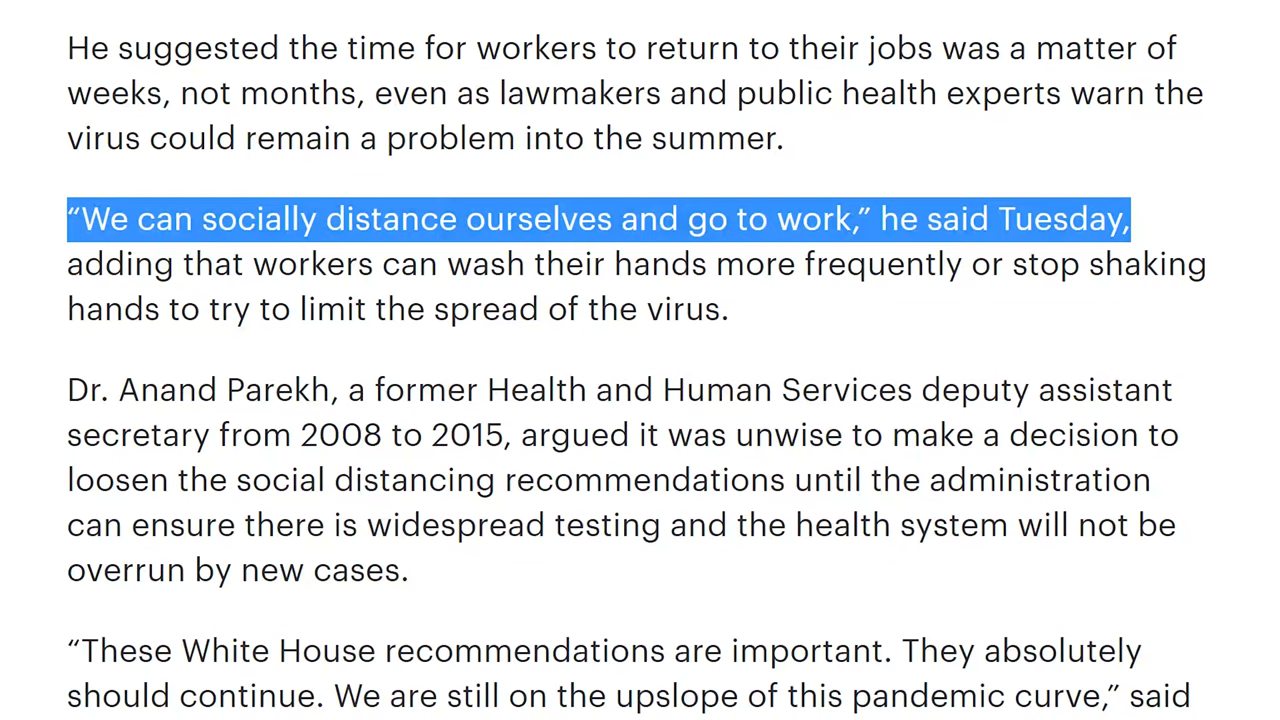 He suggested the time for workers to return to their jobs was a matter of
weeks, not months, even as lawmakers and public health experts warn the
virus could remain a problem into the summer.
“We can socially distance ourselves and go to work,” he said Tuesday,
adding that workers can wash their hands more frequently or stop shaking
hands to try to limit the spread of the virus.
Dr. Anand Parekh, a former Health and Human Services deputy assistant
secretary from 2008 to 2015, argued it was unwise to make a decision to
loosen the social distancing recommendations until the administration
can ensure there is widespread testing and the health system will not be
overrun by new cases.
“These White House recommendations are important. They absolutely
should continue. We are still on the upslope of this pandemic curve,” said